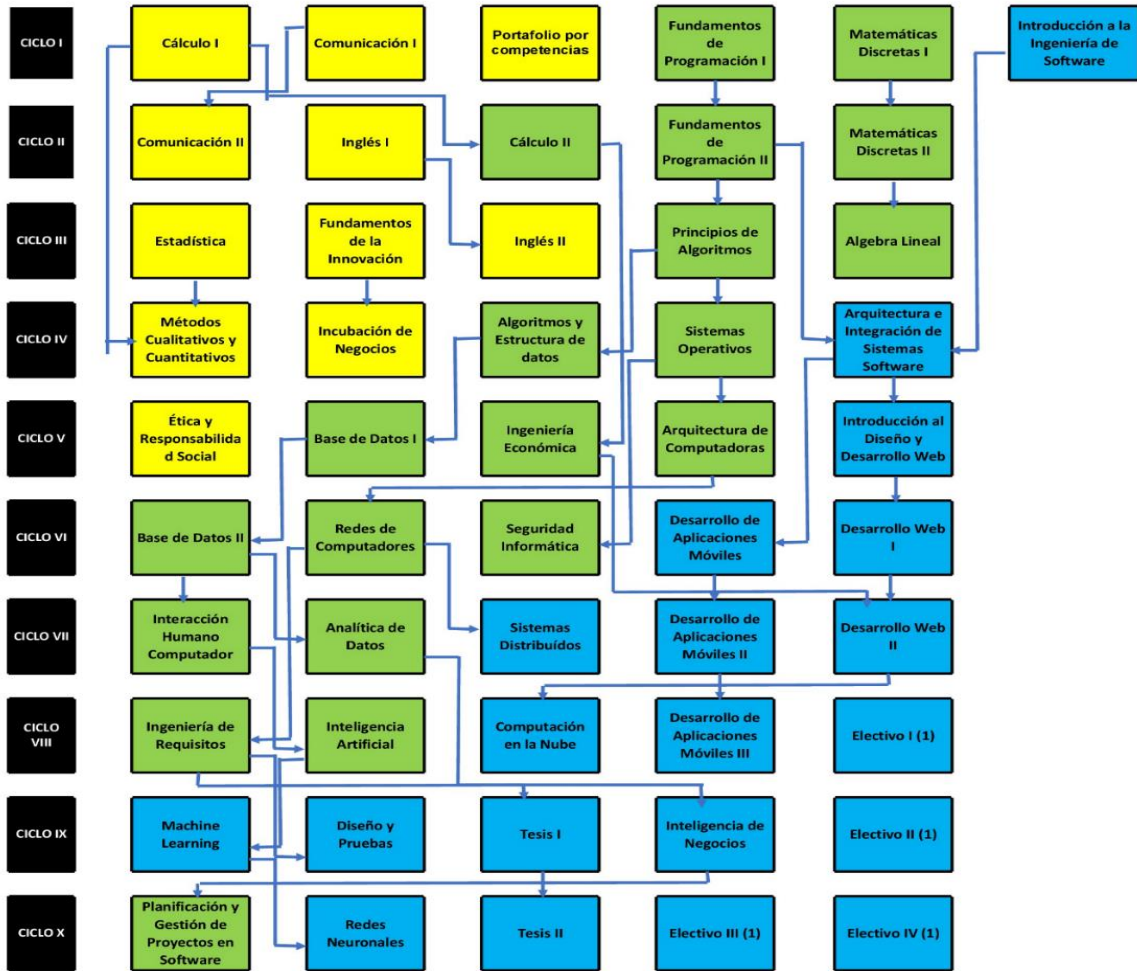 CICLO I
Cálculo I
Comunicación I
Portafolio por
competencias
Fundamentos
de
Programación I
Matemáticas
Discretas I
Introducción a la
Ingeniería de
Software
CICLO II
Comunicación II
Inglés I
Cálculo II
Fundamentos
de
Programación II
Matemáticas
Discretas II
CICLO III
Estadística
Fundamentos
de la
Innovación
Inglés II
Principios de
Algoritmos
Algebra Lineal
CICLO IV
Métodos
Cualitativos y
Cuantitativos
Incubación de
Negocios
Algoritmos y
Estructura de
datos
Sistemas
Operativos
Arquitectura e
Integración de
Sistemas
Software
CICLO V
Ética y
Responsabilida
d Social
Base de Datos I
Ingeniería
Económica
Arquitectura de
Computadoras
Introducción al
Diseño y
Desarrollo Web
CICLO VI
Base de Datos II
Redes de
Computadores
Seguridad
Informática
Desarrollo de
Aplicaciones
Móviles
Desarrollo Web
I
CICLO VII
Interacción
Humano
Computador
Analítica de
Datos
Sistemas
Distribuídos
Desarrollo de
Aplicaciones
Móviles II
Desarrollo Web
II
CICLO
VIII
Ingeniería de
Requisitos
Inteligencia
Artificial
Computación
en la Nube
Desarrollo de
Aplicaciones
Móviles III
Electivo I (1)
CICLO IX
Machine
Learning
Diseño y
Pruebas
Tesis I
Inteligencia de
Negocios
Electivo II (1)
CICLO X
Planificación y
Gestión de
Proyectos en
Software
Redes
Neuronales
Tesis II
Electivo III (1)
Electivo IV (1)